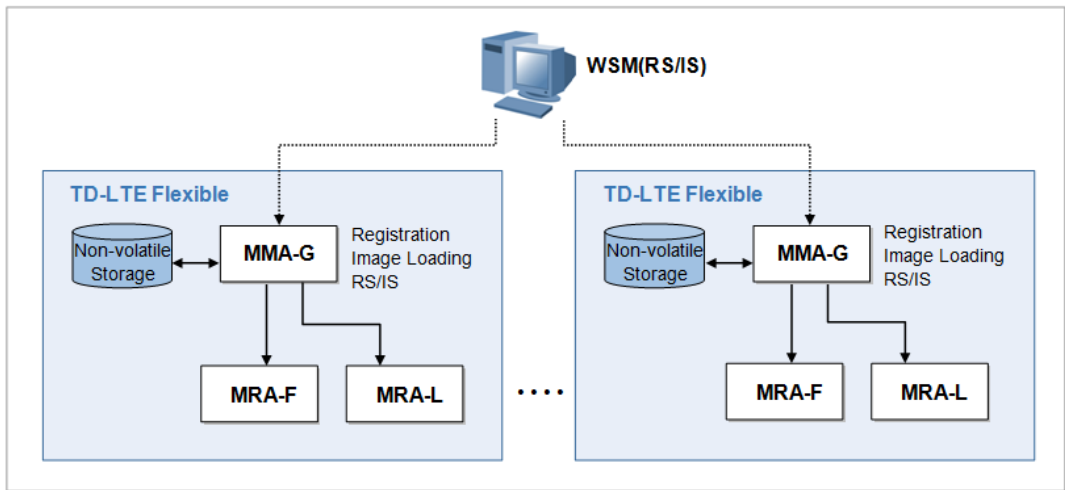 WSM(RS/IS)
TD-LTE Flexible
Non-volatile
Storage
MMA-G
Registration
Image Loading
RS/IS
MRA-F
MRA-L
....
TD-LTE Flexible
Non-volatile
Storage
MMA-G
Registration
Image Loading
RS/IS
MRA-F
MRA-L